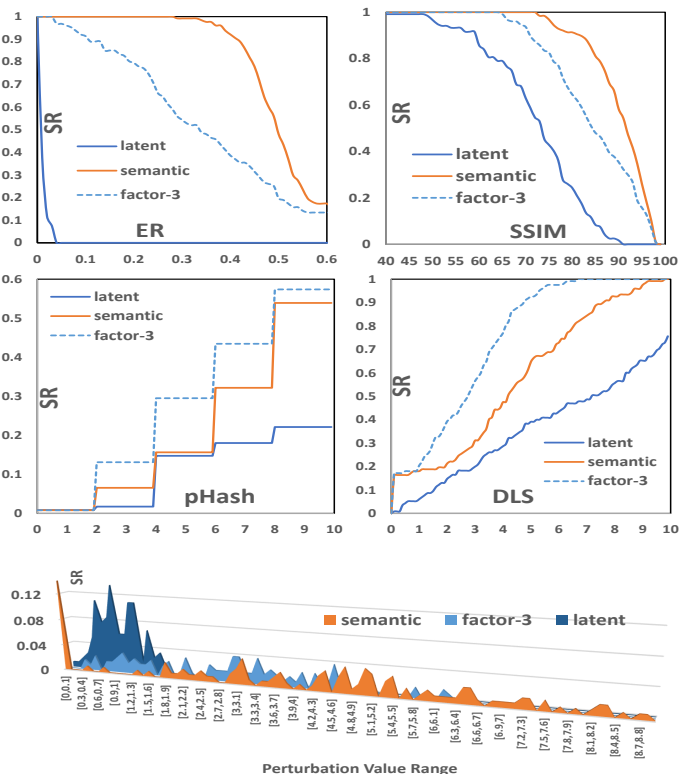 1
0.9
0.8
0.7
0.6
0.5
0.4
0.3
0.2
0.1
0
SR
latent
semantic
factor-3
ER
0 0.1 0.2 0.3 0.4 0.5 0.6
1
0.8
0.6
0.4
0.2
0
SR
latent
semantic
factor-3
SSIM
40 45 50 55 60 65 70 75 80 85 90 95 100
0.6
0.5
0.4
0.3
0.2
0.1
0
SR
latent
semantic
factor-3
pHash
0 1 2 3 4 5 6 7 8 9 10
1
0.9
0.8
0.7
0.6
0.5
0.4
0.3
0.2
0.1
0
SR
latent
semantic
factor-3
DLS
0 1 2 3 4 5 6 7 8 9 10
0.12
0.08
0.04
0
SR
semantic factor-3 latent
[0,0.1]
[0.3,0.4]
[0.6,0.7]
[0.9,1]
[1.2,1.3]
[1.5,1.6]
[1.8,1.9]
[2.1,2.2]
[2.4,2.5]
[2.7,2.8]
[3,3.1]
[3.3,3.4]
[3.6,3.7]
[3.9,4]
[4.2,4.3]
[4.5,4.6]
[4.8,4.9]
[5.1,5.2]
[5.4,5.5]
[5.7,5.8]
[6,6.1]
[6.3,6.4]
[6.6,6.7]
[6.9,7]
[7.2,7.3]
[7.5,7.6]
[7.8,7.9]
[8.1,8.2]
[8.4,8.5]
[8.7,8.8]
Perturbation Value Range